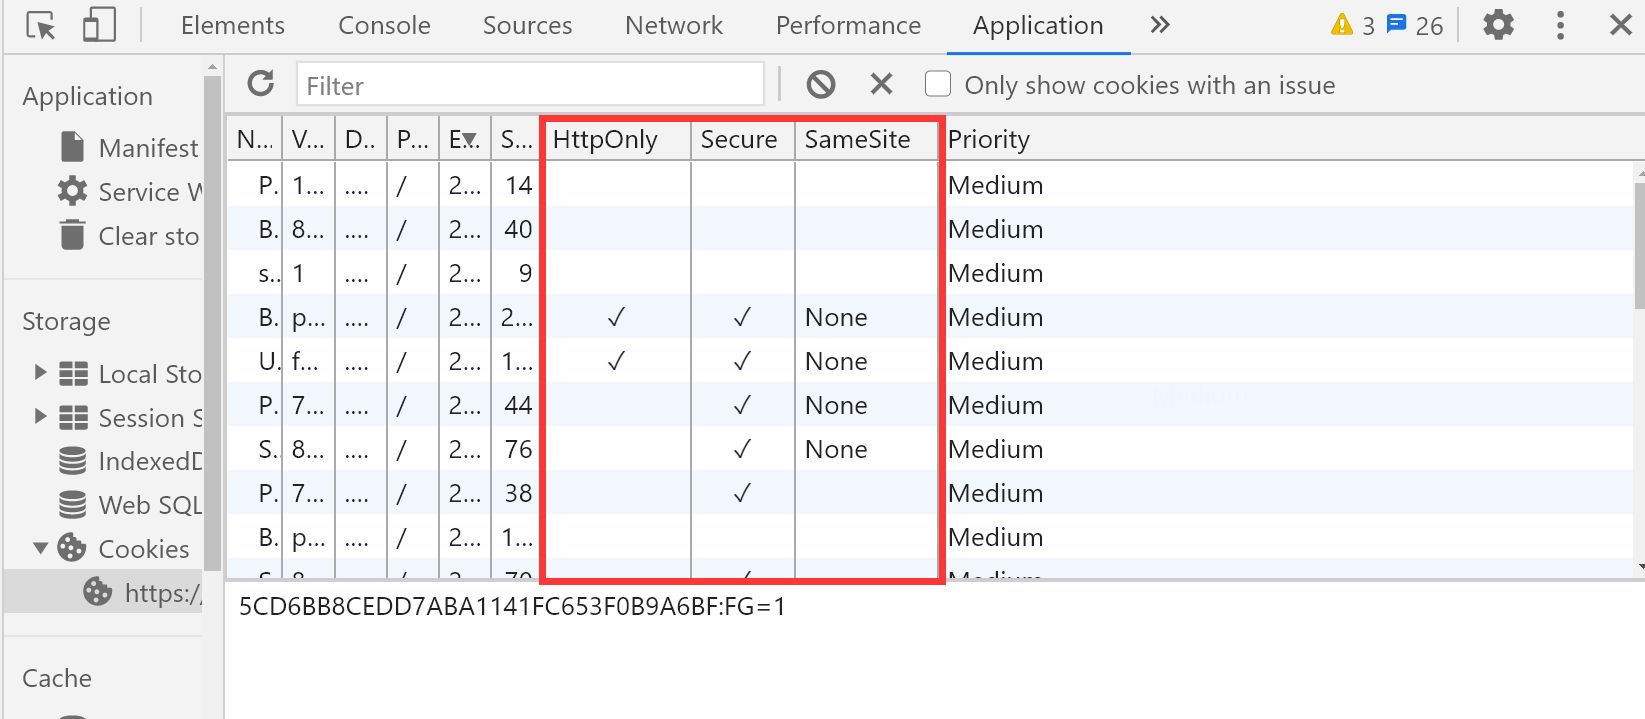 Elements Console Sources Network Performance Application 3 26
Application
Manifest
Service W
Clear sto
Storage
Local Sto
Session S
IndexedD
Web SQL
Cookies
https:/
Cache
Filter Only show cookies with an issue
N... V... D.. P... E... S... HttpOnly Secure SameSite Priority
P. 1... .... / 2... 14 Medium
B. 8... .... / 2... 40 Medium
s.. 1 .... / 2... 9 Medium
B. p... .... / 2... 2... ✓ ✓ None Medium
U. f... .... / 2... 1... ✓ ✓ None Medium
P. 7... .... / 2... 44 ✓ None Medium
S.. 8... .... / 2... 76 ✓ None Medium
P. 7... .... / 2... 38 ✓ Medium
B. p... .... / 2... 1... Medium
5CD6BB8CEDD7ABA1141FC653F0B9A6BF:FG=1